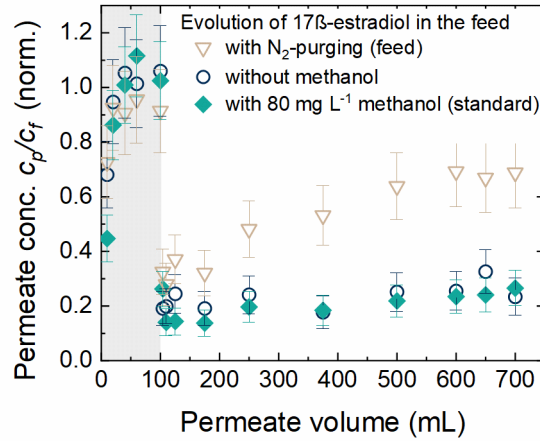 Evolution of 17ß-estradiol in the feed
with N₂-purging (feed)
without methanol
with 80 mg L⁻¹ methanol (standard)
Permeate conc. cₚ/c_f (norm.)
1.2
1.0
0.8
0.6
0.4
0.2
0.0
0 100 200 300 400 500 600 700
Permeate volume (mL)